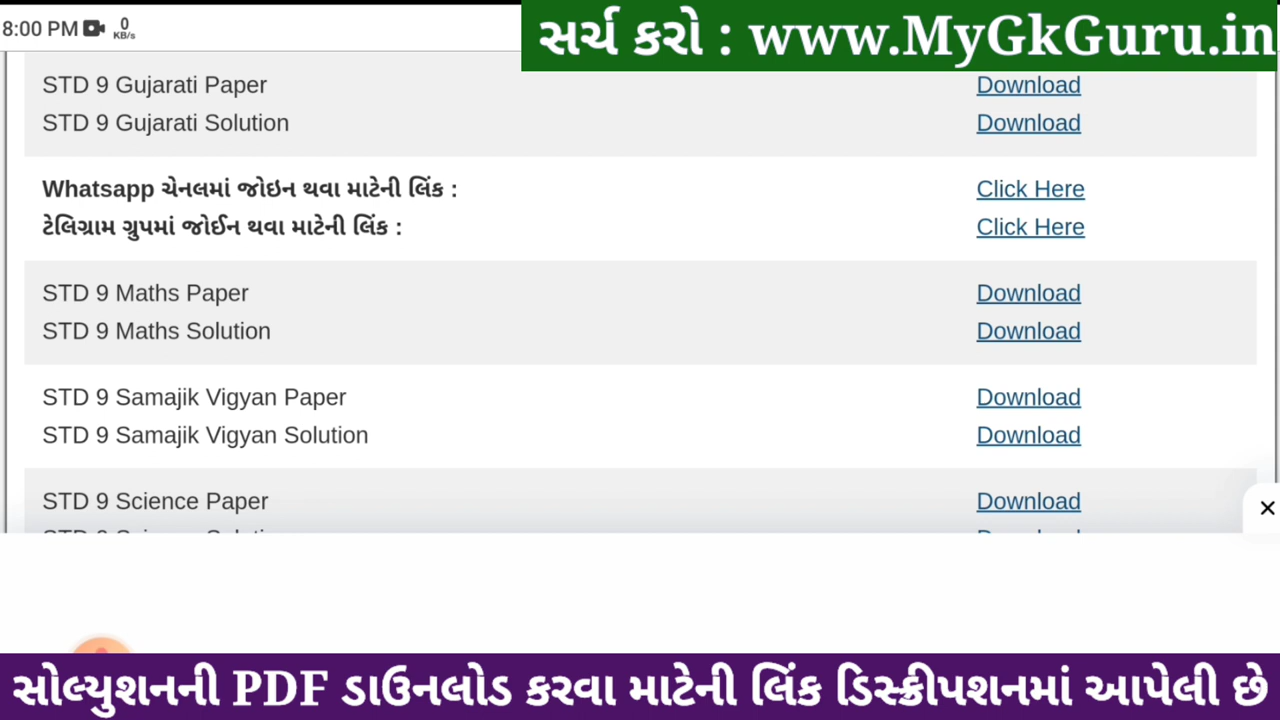 8:00 PM 0 KB/s
સર્ચ કરો : www.MyGkGuru.in
STD 9 Gujarati Paper Download
STD 9 Gujarati Solution Download
Whatsapp ચેનલમાં જોઇન થવા માટેની લિંક : Click Here
ટેલિગ્રામ ગ્રુપમાં જોઈન થવા માટેની લિંક : Click Here
STD 9 Maths Paper Download
STD 9 Maths Solution Download
STD 9 Samajik Vigyan Paper Download
STD 9 Samajik Vigyan Solution Download
STD 9 Science Paper Download
સોલ્યુશનની PDF ડાઉનલોડ કરવા માટેની લિંક ડિસ્ક્રીપશનમાં આપેલી છે